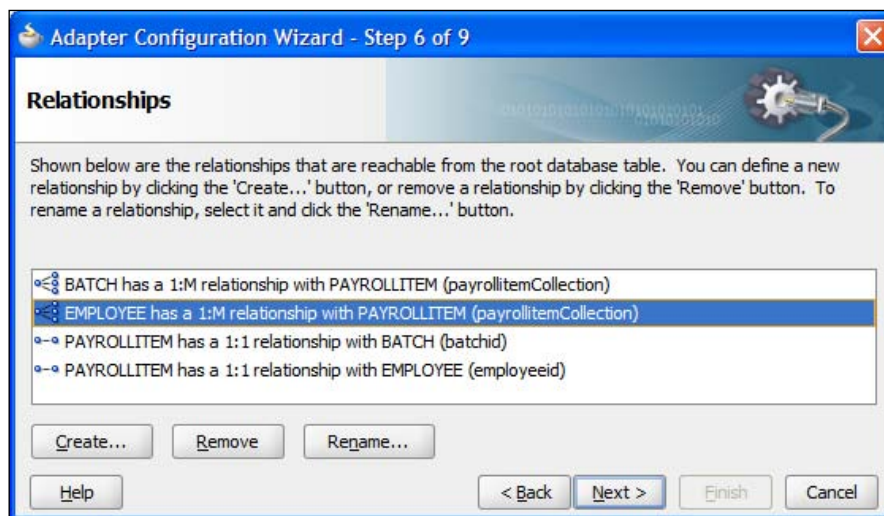 Adapter Configuration Wizard - Step 6 of 9
Relationships
Shown below are the relationships that are reachable from the root database table. You can define a new
relationship by clicking the 'Create...' button, or remove a relationship by clicking the 'Remove' button. To
rename a relationship, select it and click the 'Rename...' button.
BATCH has a 1:M relationship with PAYROLLITEM (payrollitemCollection)
EMPLOYEE has a 1:M relationship with PAYROLLITEM (payrollitemCollection)
PAYROLLITEM has a 1:1 relationship with BATCH (batchid)
PAYROLLITEM has a 1:1 relationship with EMPLOYEE (employeeid)
Create... Remove Rename...
Help < Back Next > Finish Cancel